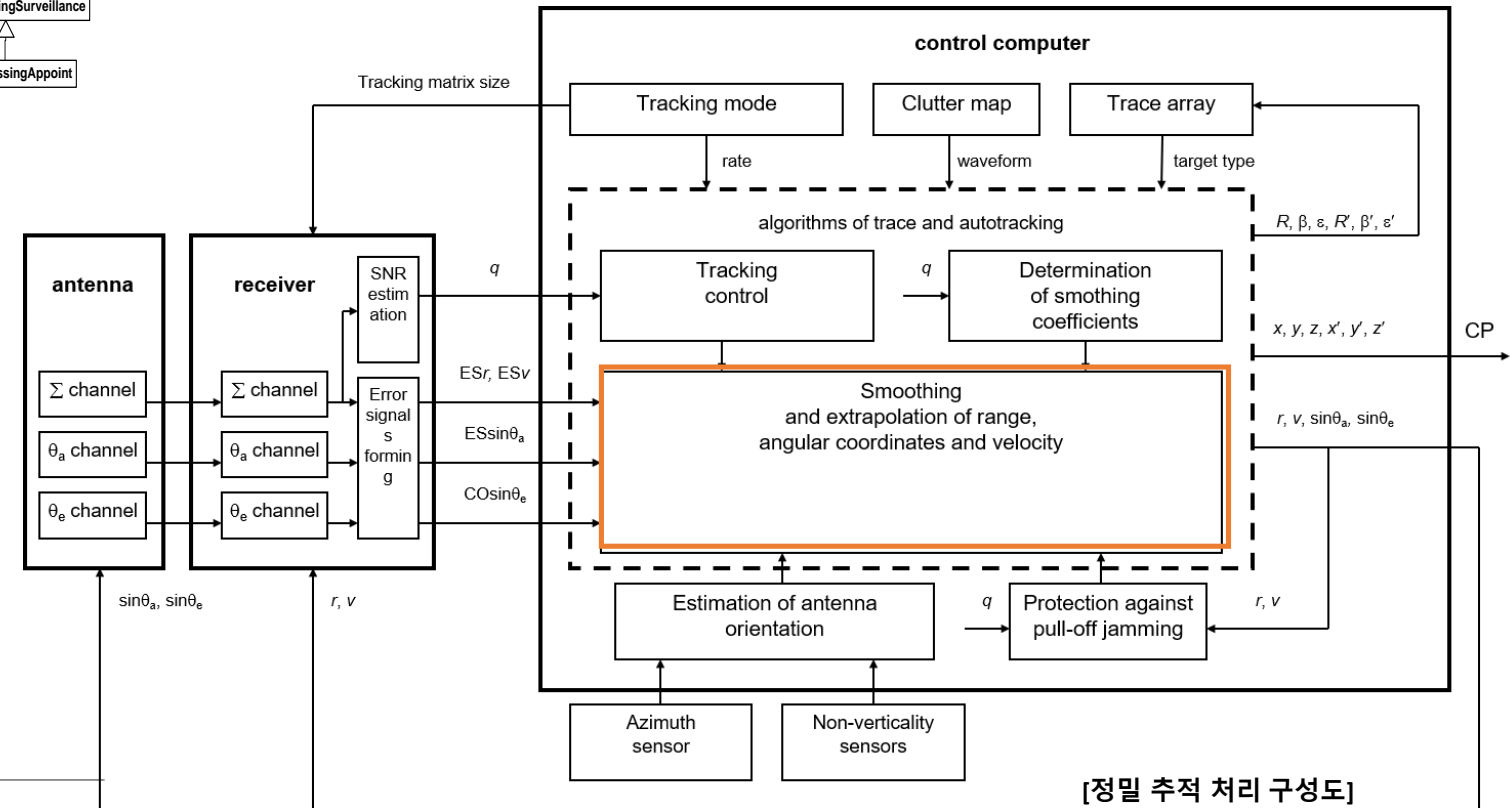 ingSurveillance
ssingAppoint
control computer
Tracking matrix size
Tracking mode
Clutter map
Trace array
rate
waveform
target type
algorithms of trace and autotracking
R, β, ε, R′, β′, ε′
antenna
receiver
SNR
estim
ation
q
Tracking
control
q
Determination
of smothing
coefficients
x, y, z, x′, y′, z′
CP
Σ channel
Σ channel
Error
signal
s
formin
g
ESr, ESv
Smoothing
and extrapolation of range,
angular coordinates and velocity
r, v, sinθa, sinθe
θa channel
θa channel
ESsinθa
θe channel
θe channel
COsinθe
sinθa, sinθe
r, v
Estimation of antenna
orientation
q
Protection against
pull-off jamming
r, v
Azimuth
sensor
Non-verticality
sensors
[정밀 추적 처리 구성도]